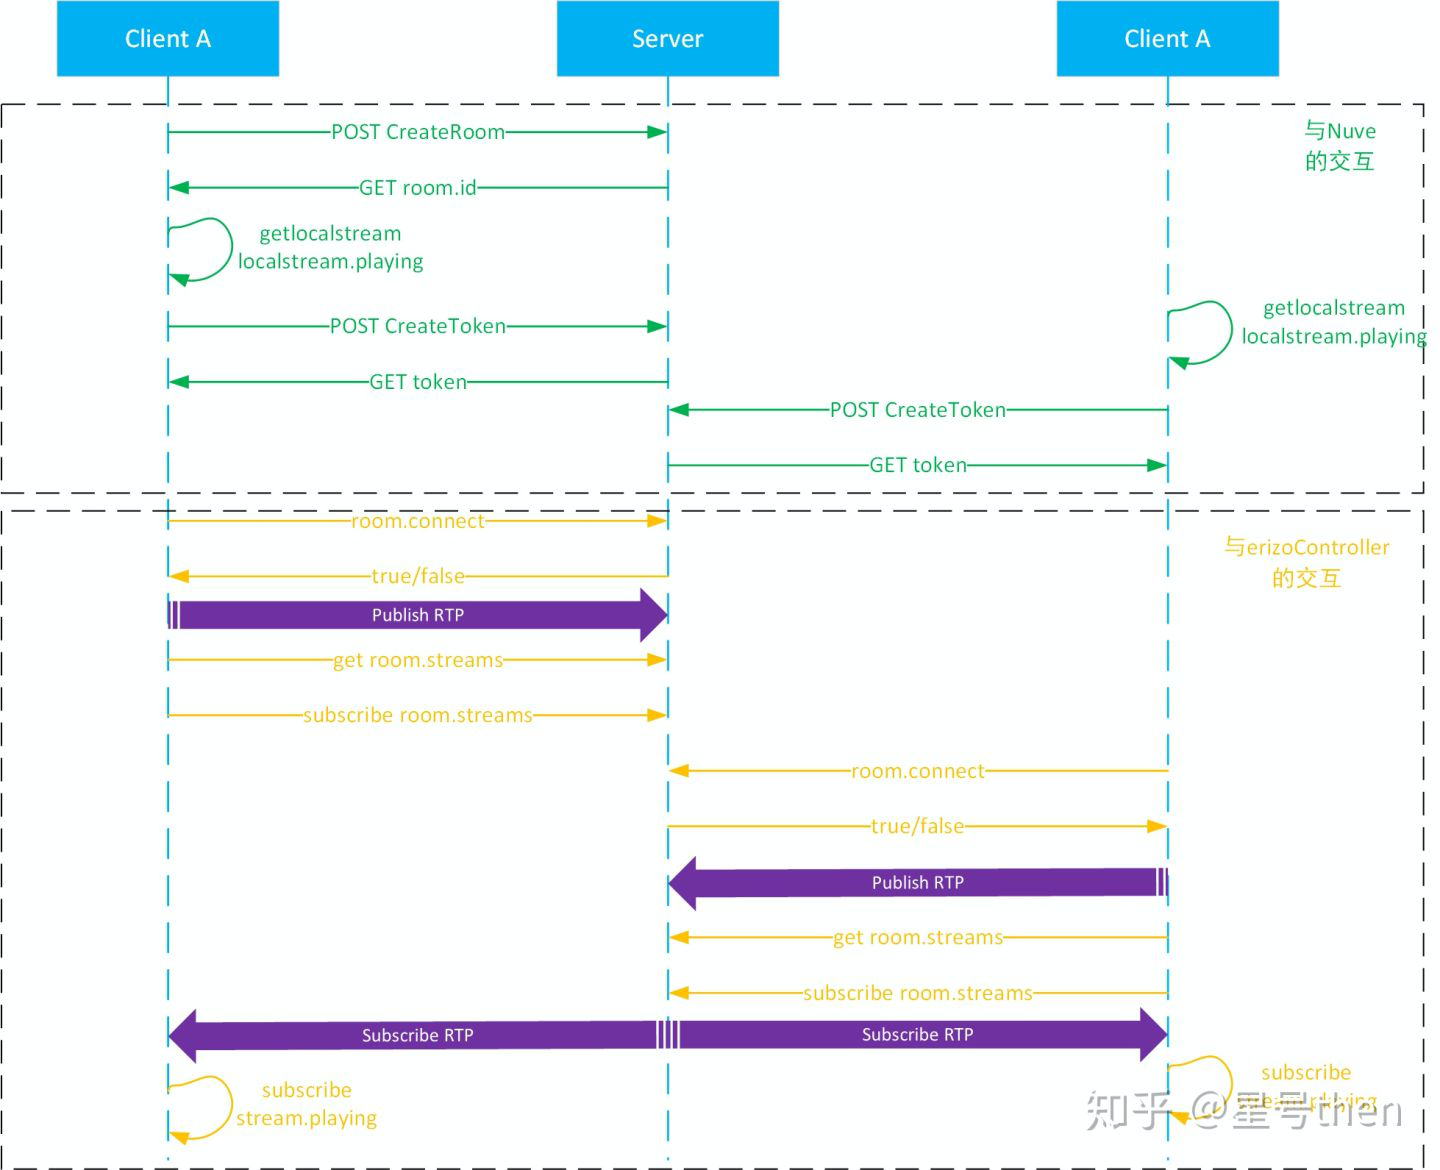 Client A
Server
Client A
POST CreateRoom
与Nuve
的交互
GET room.id
getlocalstream
localstream.playing
getlocalstream
localstream.playing
POST CreateToken
GET token
POST CreateToken
GET token
room.connect
与erizoController
的交互
true/false
Publish RTP
get room.streams
subscribe room.streams
room.connect
true/false
Publish RTP
get room.streams
subscribe room.streams
Subscribe RTP
Subscribe RTP
subscribe
stream.playing
subscribe
stream.playing
知乎 @星号then